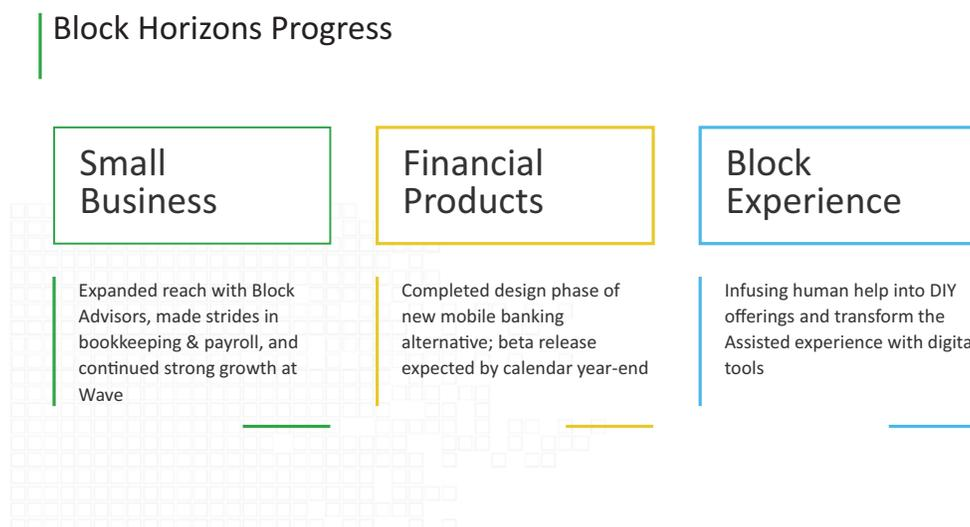 Block Horizons Progress
Small
Business
Financial
Products
Block
Experience
Expanded reach with Block
Advisors, made strides in
bookkeeping & payroll, and
continued strong growth at
Wave
Completed design phase of
new mobile banking
alternative; beta release
expected by calendar year-end
Infusing human help into DIY
offerings and transform the
Assisted experience with digita
tools